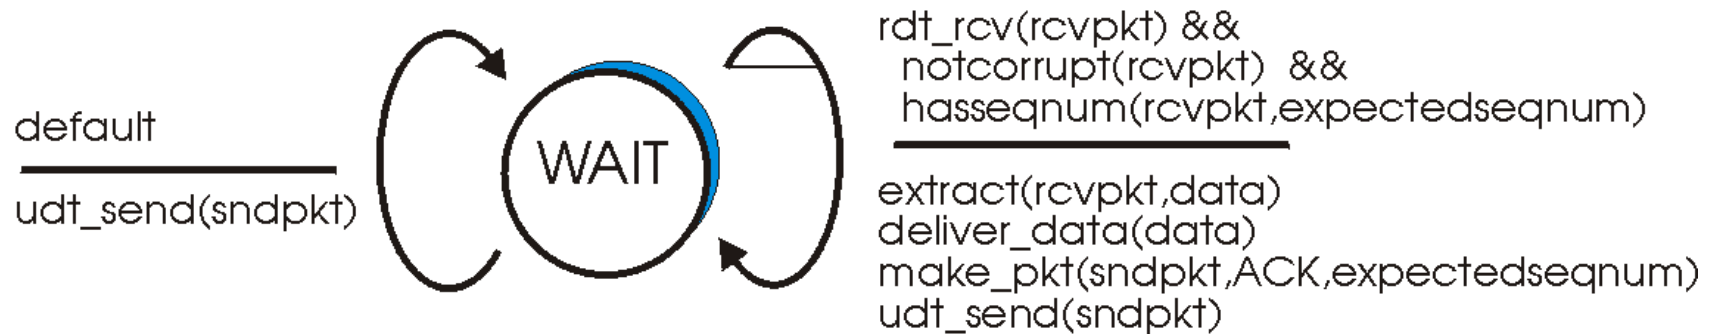 default
udt_send(sndpkt)
WAIT
rdt_rcv(rcvpkt) &&
notcorrupt(rcvpkt) &&
hasseqnum(rcvpkt,expectedseqnum)
extract(rcvpkt,data)
deliver_data(data)
make_pkt(sndpkt,ACK,expectedseqnum)
udt_send(sndpkt)